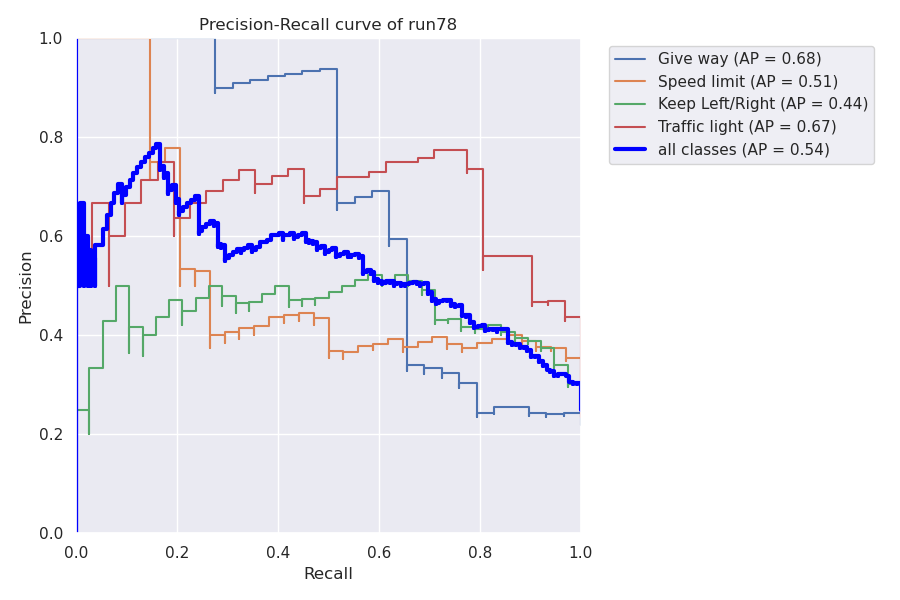 Precision-Recall curve of run78
1.0
0.8
0.6
0.4
0.2
0.0
Precision
0.0 0.2 0.4 0.6 0.8 1.0
Recall
Give way (AP = 0.68)
Speed limit (AP = 0.51)
Keep Left/Right (AP = 0.44)
Traffic light (AP = 0.67)
all classes (AP = 0.54)